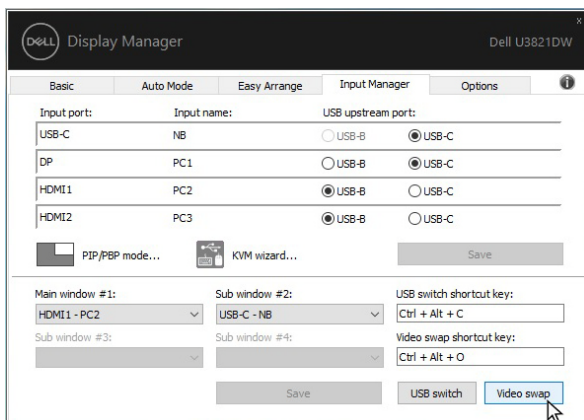 DELL Display Manager Dell U3821DW
Basic Auto Mode Easy Arrange Input Manager Options
Input port: Input name: USB upstream port:
USB-C NB USB-B USB-C
DP PC1 USB-B USB-C
HDMI1 PC2 USB-B USB-C
HDMI2 PC3 USB-B USB-C
PIP/PBP mode... KVM wizard... Save
Main window #1: Sub window #2: USB switch shortcut key:
HDMI1 - PC2 USB-C - NB Ctrl + Alt + C
Sub window #3: Sub window #4: Video swap shortcut key:
Ctrl + Alt + O
Save USB switch Video swap